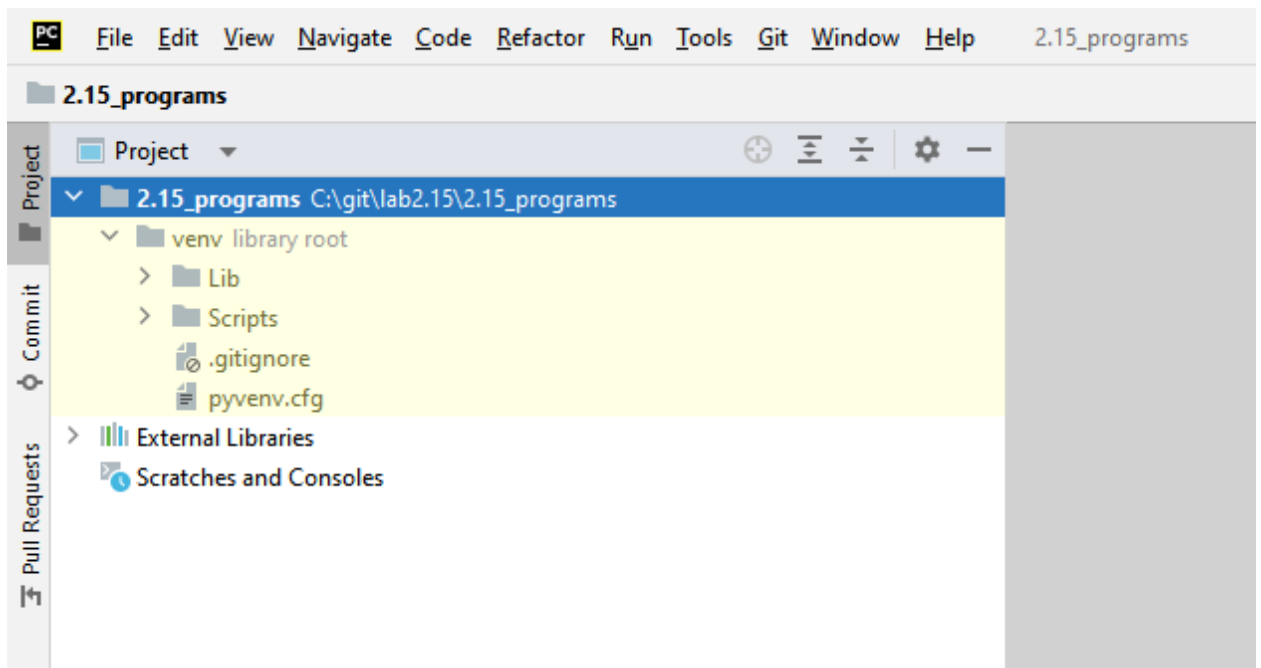 PC File Edit View Navigate Code Refactor Run Tools Git Window Help 2.15_programs
2.15_programs
Project
2.15_programs C:\git\lab2.15\2.15_programs
venv library root
Lib
Scripts
.gitignore
pyvenv.cfg
External Libraries
Scratches and Consoles
Project
Commit
Pull Requests